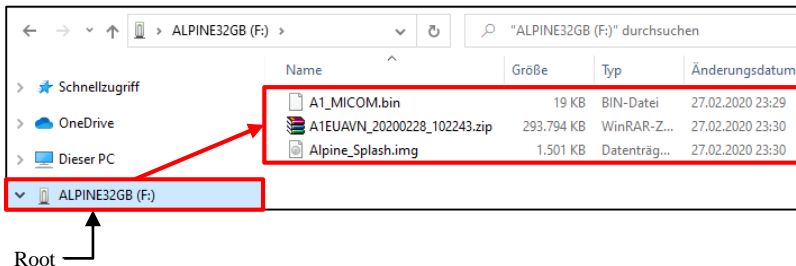 ALPINE32GB (F:)
"ALPINE32GB (F:)" durchsuchen
Name Größe Typ Änderungsdatum
Schnellzugriff
A1_MICOM.bin 19 KB BIN-Datei 27.02.2020 23:29
OneDrive
A1EUAVN_20200228_102243.zip 293.794 KB WinRAR-Z... 27.02.2020 23:30
Dieser PC
Alpine_Splash.img 1.501 KB Datenträg... 27.02.2020 23:30
ALPINE32GB (F:)
Root